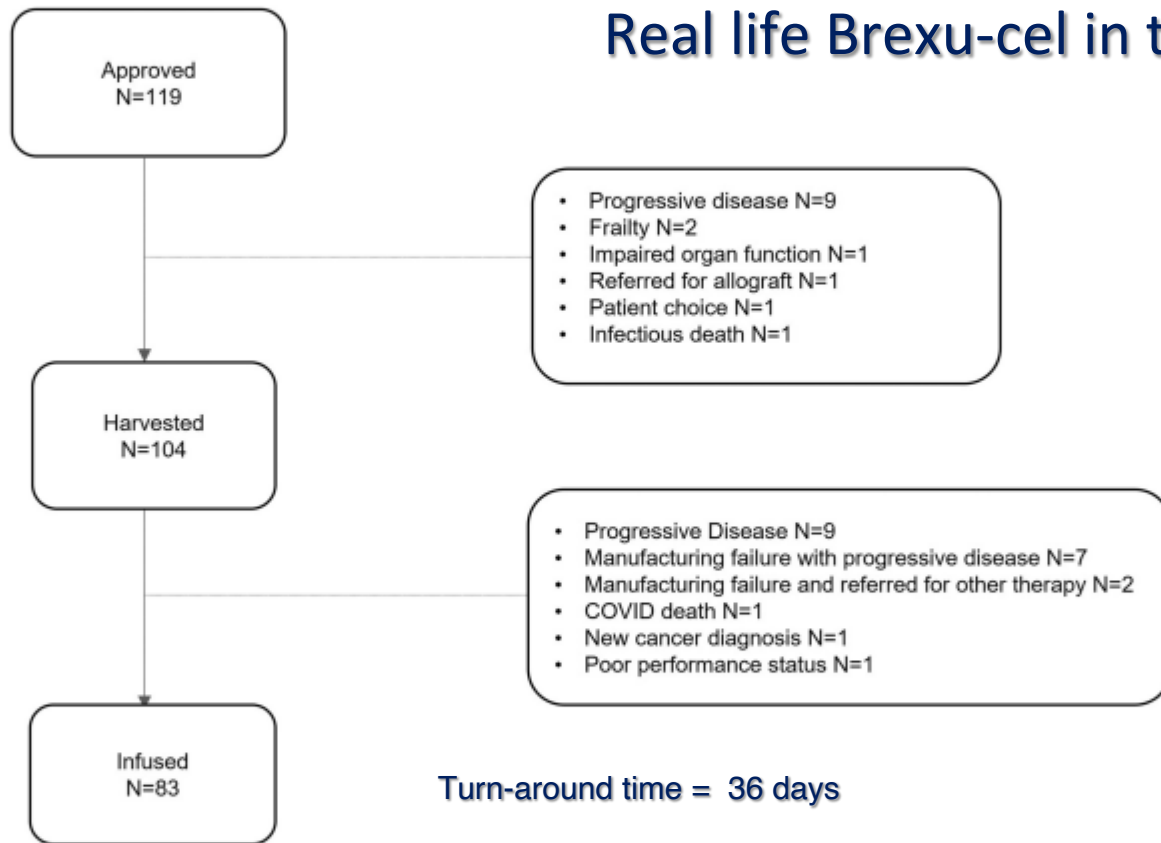 Real life Brexu-cel in t
Approved
N=119
• Progressive disease N=9
• Frailty N=2
• Impaired organ function N=1
• Referred for allograft N=1
• Patient choice N=1
• Infectious death N=1
Harvested
N=104
• Progressive Disease N=9
• Manufacturing failure with progressive disease N=7
• Manufacturing failure and referred for other therapy N=2
• COVID death N=1
• New cancer diagnosis N=1
• Poor performance status N=1
Infused
N=83
Turn-around time = 36 days